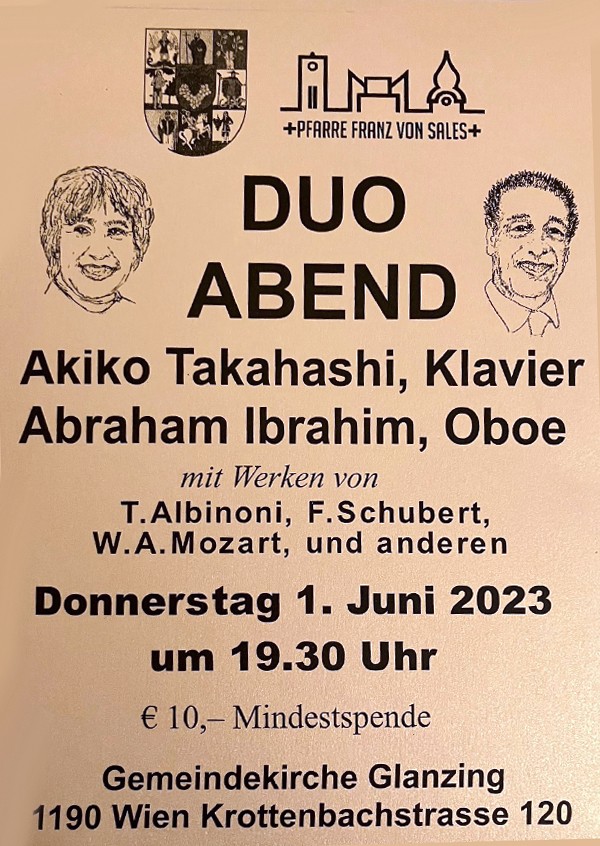 +PFARRE FRANZ VON SALES+
DUO
ABEND
Akiko Takahashi, Klavier
Abraham Ibrahim, Oboe
mit Werken von
T.Albinoni, F.Schubert,
W.A.Mozart, und anderen
Donnerstag 1. Juni 2023
um 19.30 Uhr
€ 10,– Mindestspende
Gemeindekirche Glanzing
1190 Wien Krottenbachstrasse 120